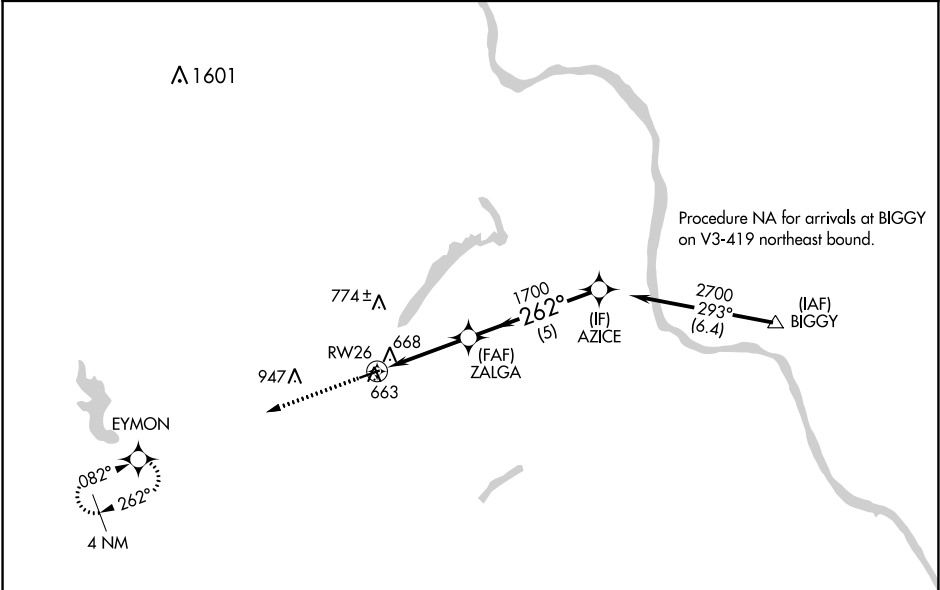 1601
Procedure NA for arrivals at BIGGY
on V3-419 northeast bound.
1700
262°
(5)
(IF)
AZICE
2700
293°
(6.4)
(IAF)
BIGGY
774±
668
RW26
(FAF)
ZALGA
947
663
EYMON
082°
262°
4 NM